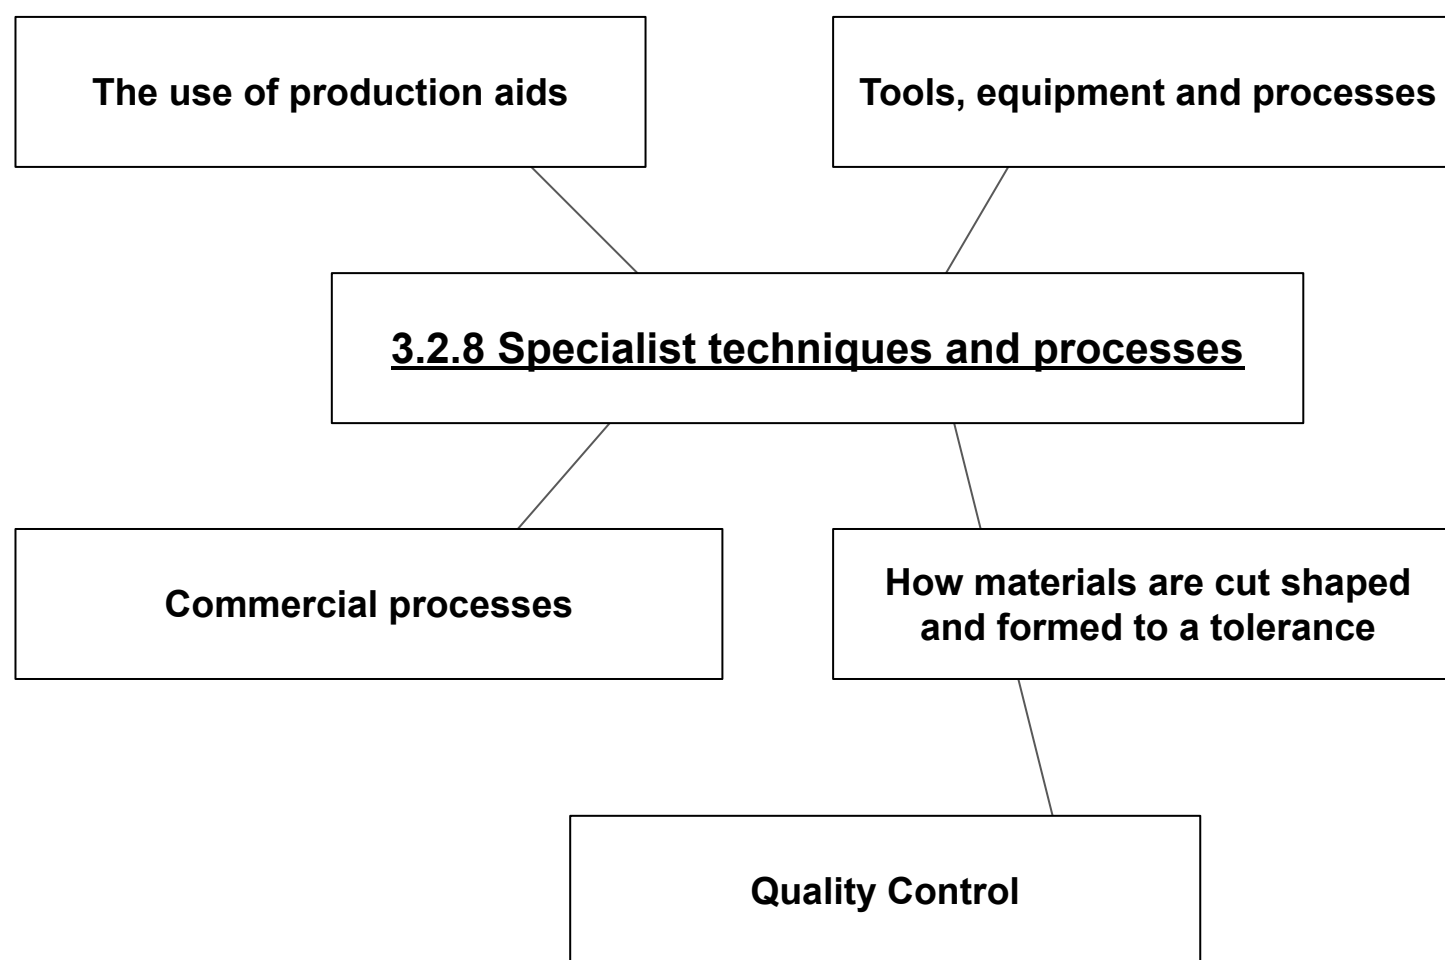 The use of production aids
Tools, equipment and processes
3.2.8 Specialist techniques and processes
Commercial processes
How materials are cut shaped
and formed to a tolerance
Quality Control